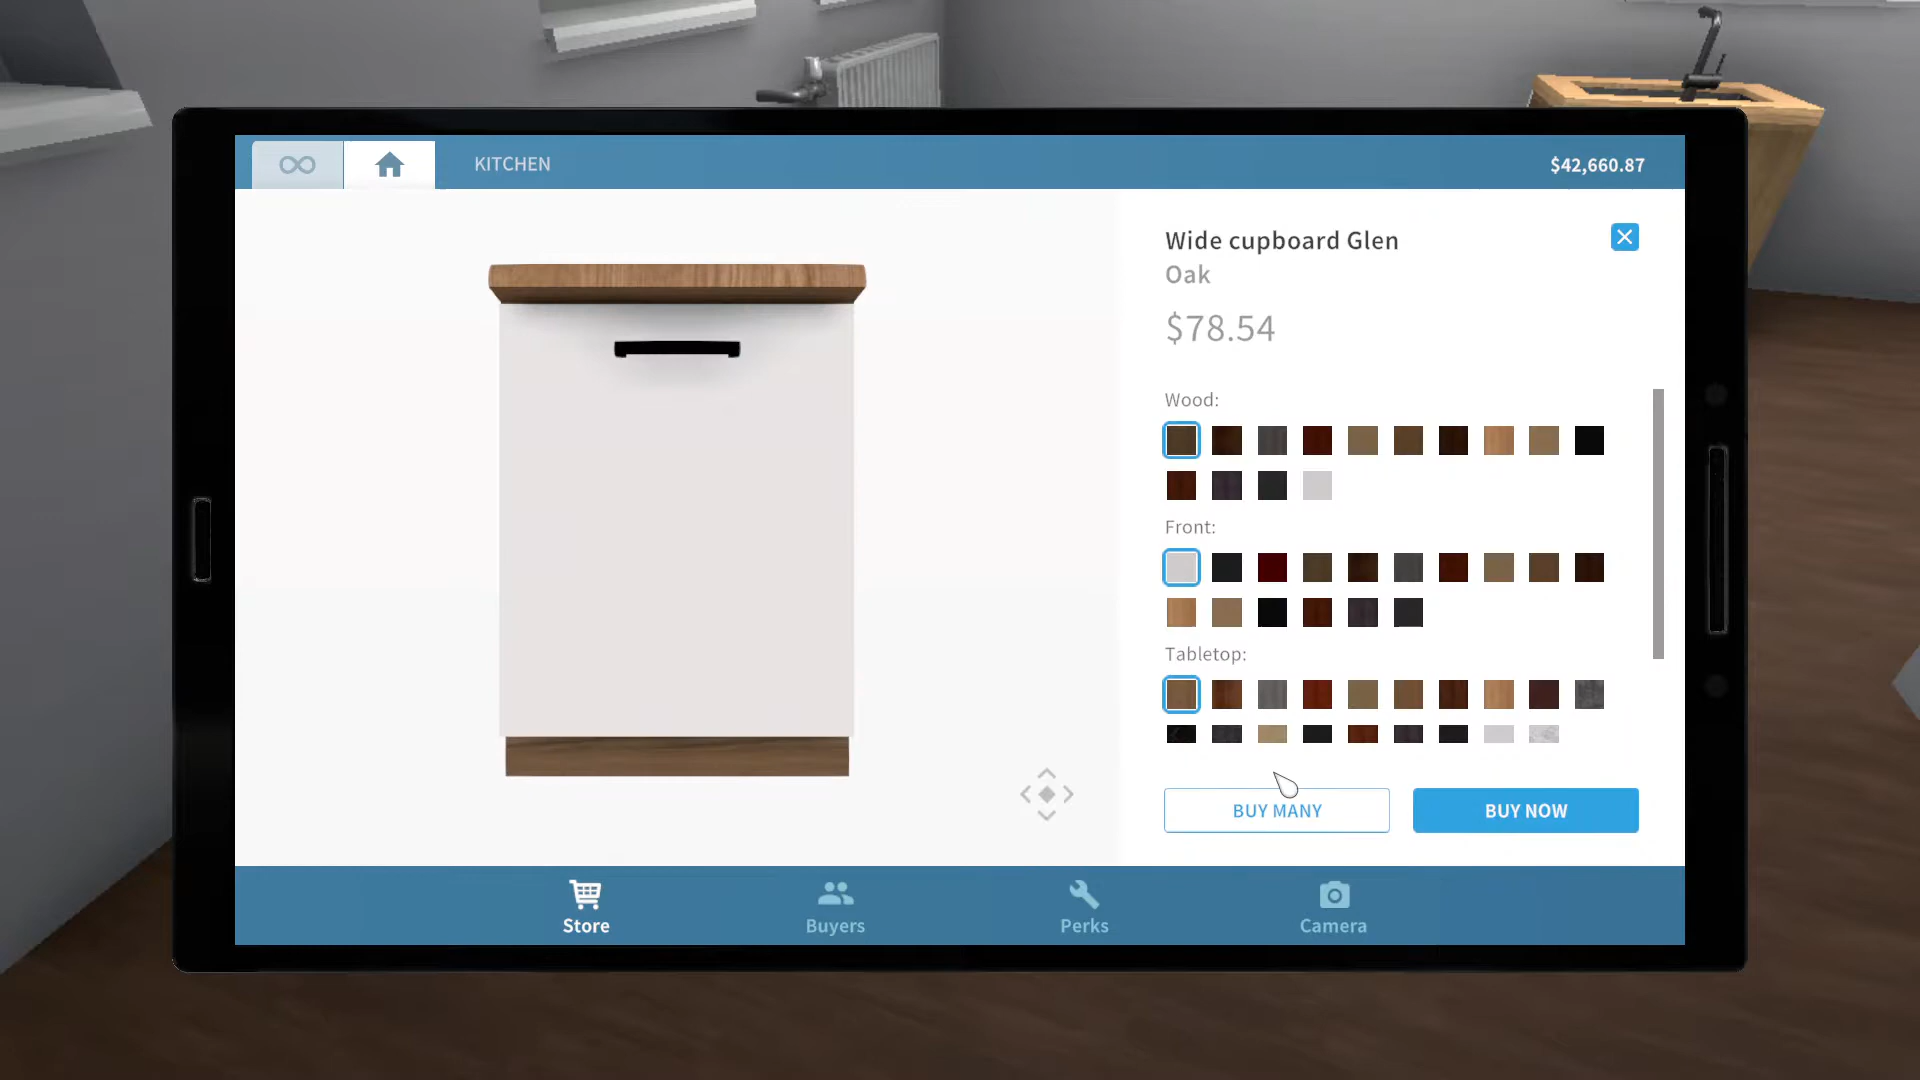 KITCHEN
$42,660.87
Wide cupboard Glen
Oak
$78.54
Wood:
Front:
Tabletop:
BUY MANY
BUY NOW
Store
Buyers
Perks
Camera